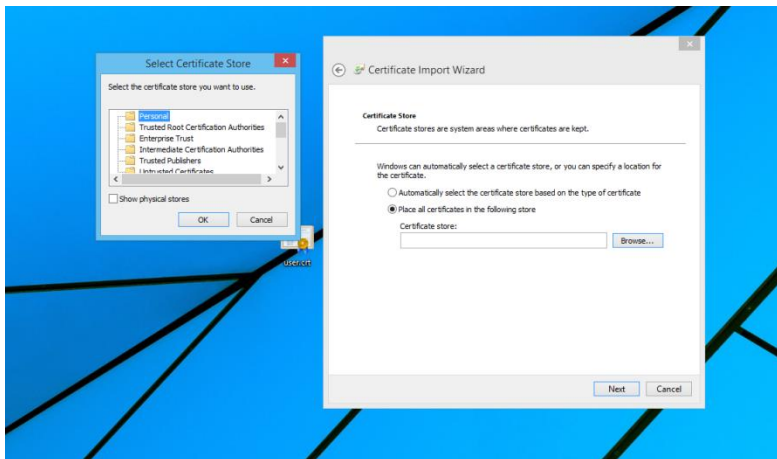 Select Certificate Store
Select the certificate store you want to use.
Personal
Trusted Root Certification Authorities
Enterprise Trust
Intermediate Certification Authorities
Trusted Publishers
Untrusted Certificates
Show physical stores
OK Cancel
user.crt
Certificate Import Wizard
Certificate Store
Certificate stores are system areas where certificates are kept.
Windows can automatically select a certificate store, or you can specify a location for
the certificate.
Automatically select the certificate store based on the type of certificate
Place all certificates in the following store
Certificate store:
Browse...
Next Cancel